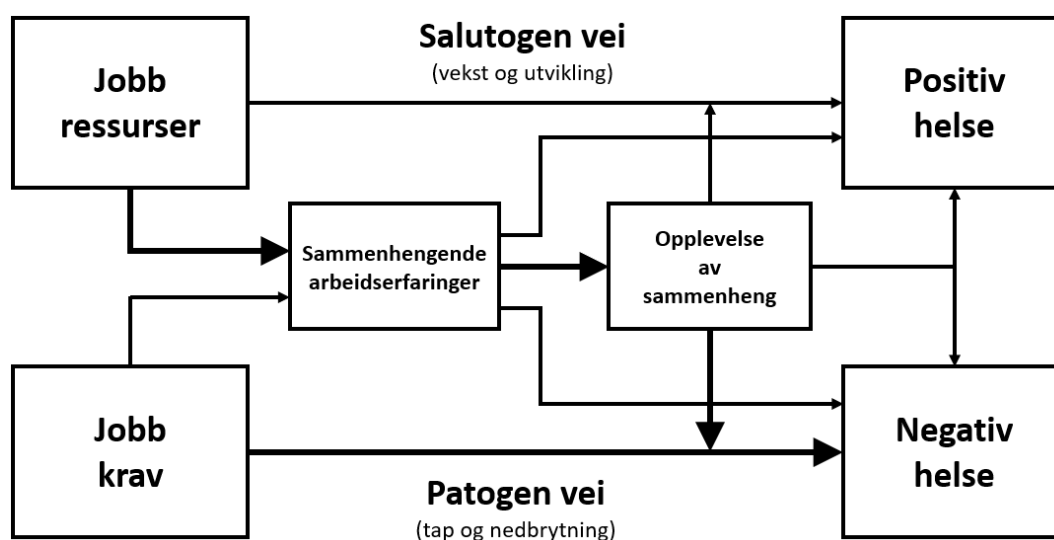 Salutogen vei
(vekst og utvikling)
Jobb
ressurser
Positiv
helse
Sammenhengende
arbeidserfaringer
Opplevelse
av
sammenheng
Jobb
krav
Negativ
helse
Patogen vei
(tap og nedbrytning)